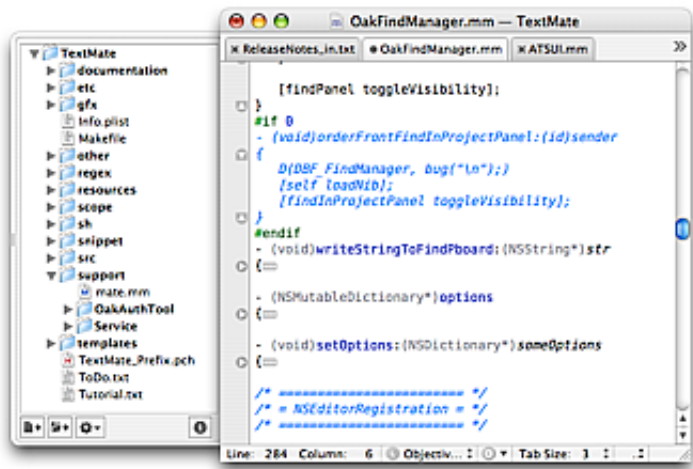 TextMate
documentation
etc
gfx
Info.plist
Makefile
other
regex
resources
scope
sh
snippet
src
support
mate.mm
OakAuthTool
Service
templates
TextMate_Prefix.pch
ToDo.txt
Tutorial.txt
OakFindManager.mm — TextMate
ReleaseNotes_in.txt OakFindManager.mm ATSUI.mm
[findPanel toggleVisibility];
}
#if 0
- (void)orderFrontFindInProjectPanel:(id)sender
{
D(DBF_FindManager, bug("\n");)
[self loadNib];
[findInProjectPanel toggleVisibility];
}
#endif
- (void)writeStringToFindPboard:(NSString*)str
{
- (NSMutableDictionary*)options
{
- (void)setOptions:(NSDictionary*)someOptions
{
/* ========================= */
/* = NSEditorRegistration = */
/* ========================= */
Line: 284 Column: 6 Objectiv... Tab Size: 3